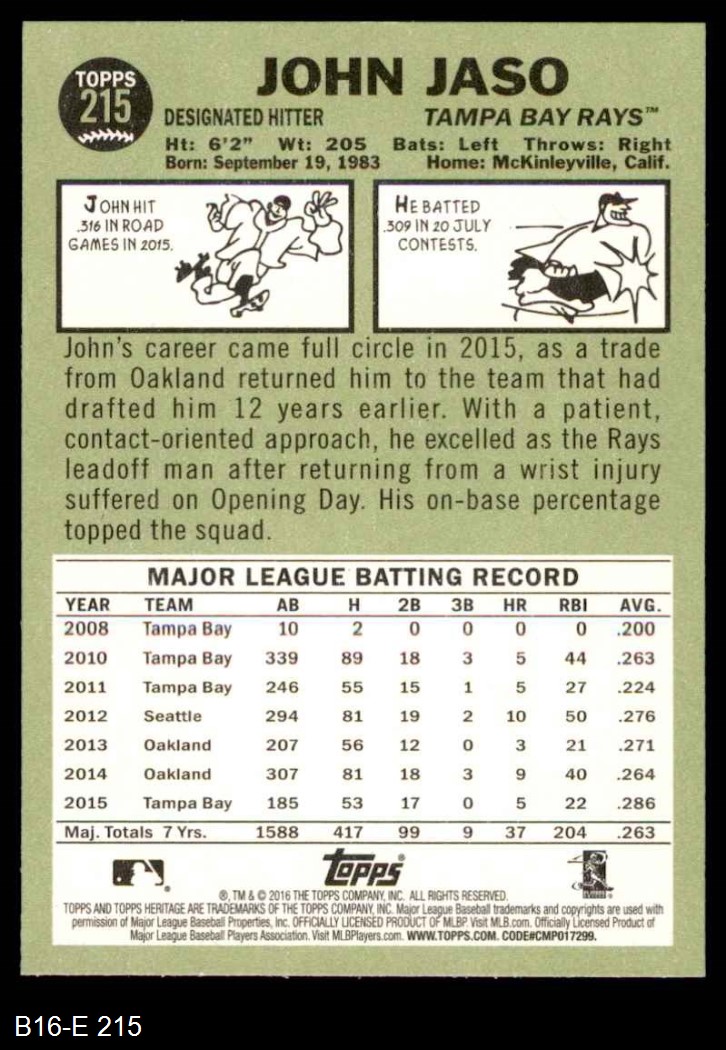 TOPPS
215
JOHN JASO
DESIGNATED HITTER TAMPA BAY RAYS™
Ht: 6'2" Wt: 205 Bats: Left Throws: Right
Born: September 19, 1983 Home: McKinleyville, Calif.
JOHN HIT
.316 IN ROAD
GAMES IN 2015.
HE BATTED
.309 IN 20 JULY
CONTESTS.
John's career came full circle in 2015, as a trade
from Oakland returned him to the team that had
drafted him 12 years earlier. With a patient,
contact-oriented approach, he excelled as the Rays
leadoff man after returning from a wrist injury
suffered on Opening Day. His on-base percentage
topped the squad.
MAJOR LEAGUE BATTING RECORD
YEAR TEAM AB H 2B 3B HR RBI AVG.
2008 Tampa Bay 10 2 0 0 0 0 .200
2010 Tampa Bay 339 89 18 3 5 44 .263
2011 Tampa Bay 246 55 15 1 5 27 .224
2012 Seattle 294 81 19 2 10 50 .276
2013 Oakland 207 56 12 0 3 21 .271
2014 Oakland 307 81 18 3 9 40 .264
2015 Tampa Bay 185 53 17 0 5 22 .286
Maj. Totals 7 Yrs. 1588 417 99 9 37 204 .263
topps®
®, TM & © 2016 THE TOPPS COMPANY, INC. ALL RIGHTS RESERVED.
TOPPS AND TOPPS HERITAGE ARE TRADEMARKS OF THE TOPPS COMPANY, INC. Major League Baseball trademarks and copyrights are used with
permission of Major League Baseball Properties, Inc. OFFICIALLY LICENSED PRODUCT OF MLBP Visit MLB.com. Officially Licensed Product of
Major League Baseball Players Association. Visit MLBPlayers.com. WWW.TOPPS.COM. CODE#CMP017299.
B16-E 215